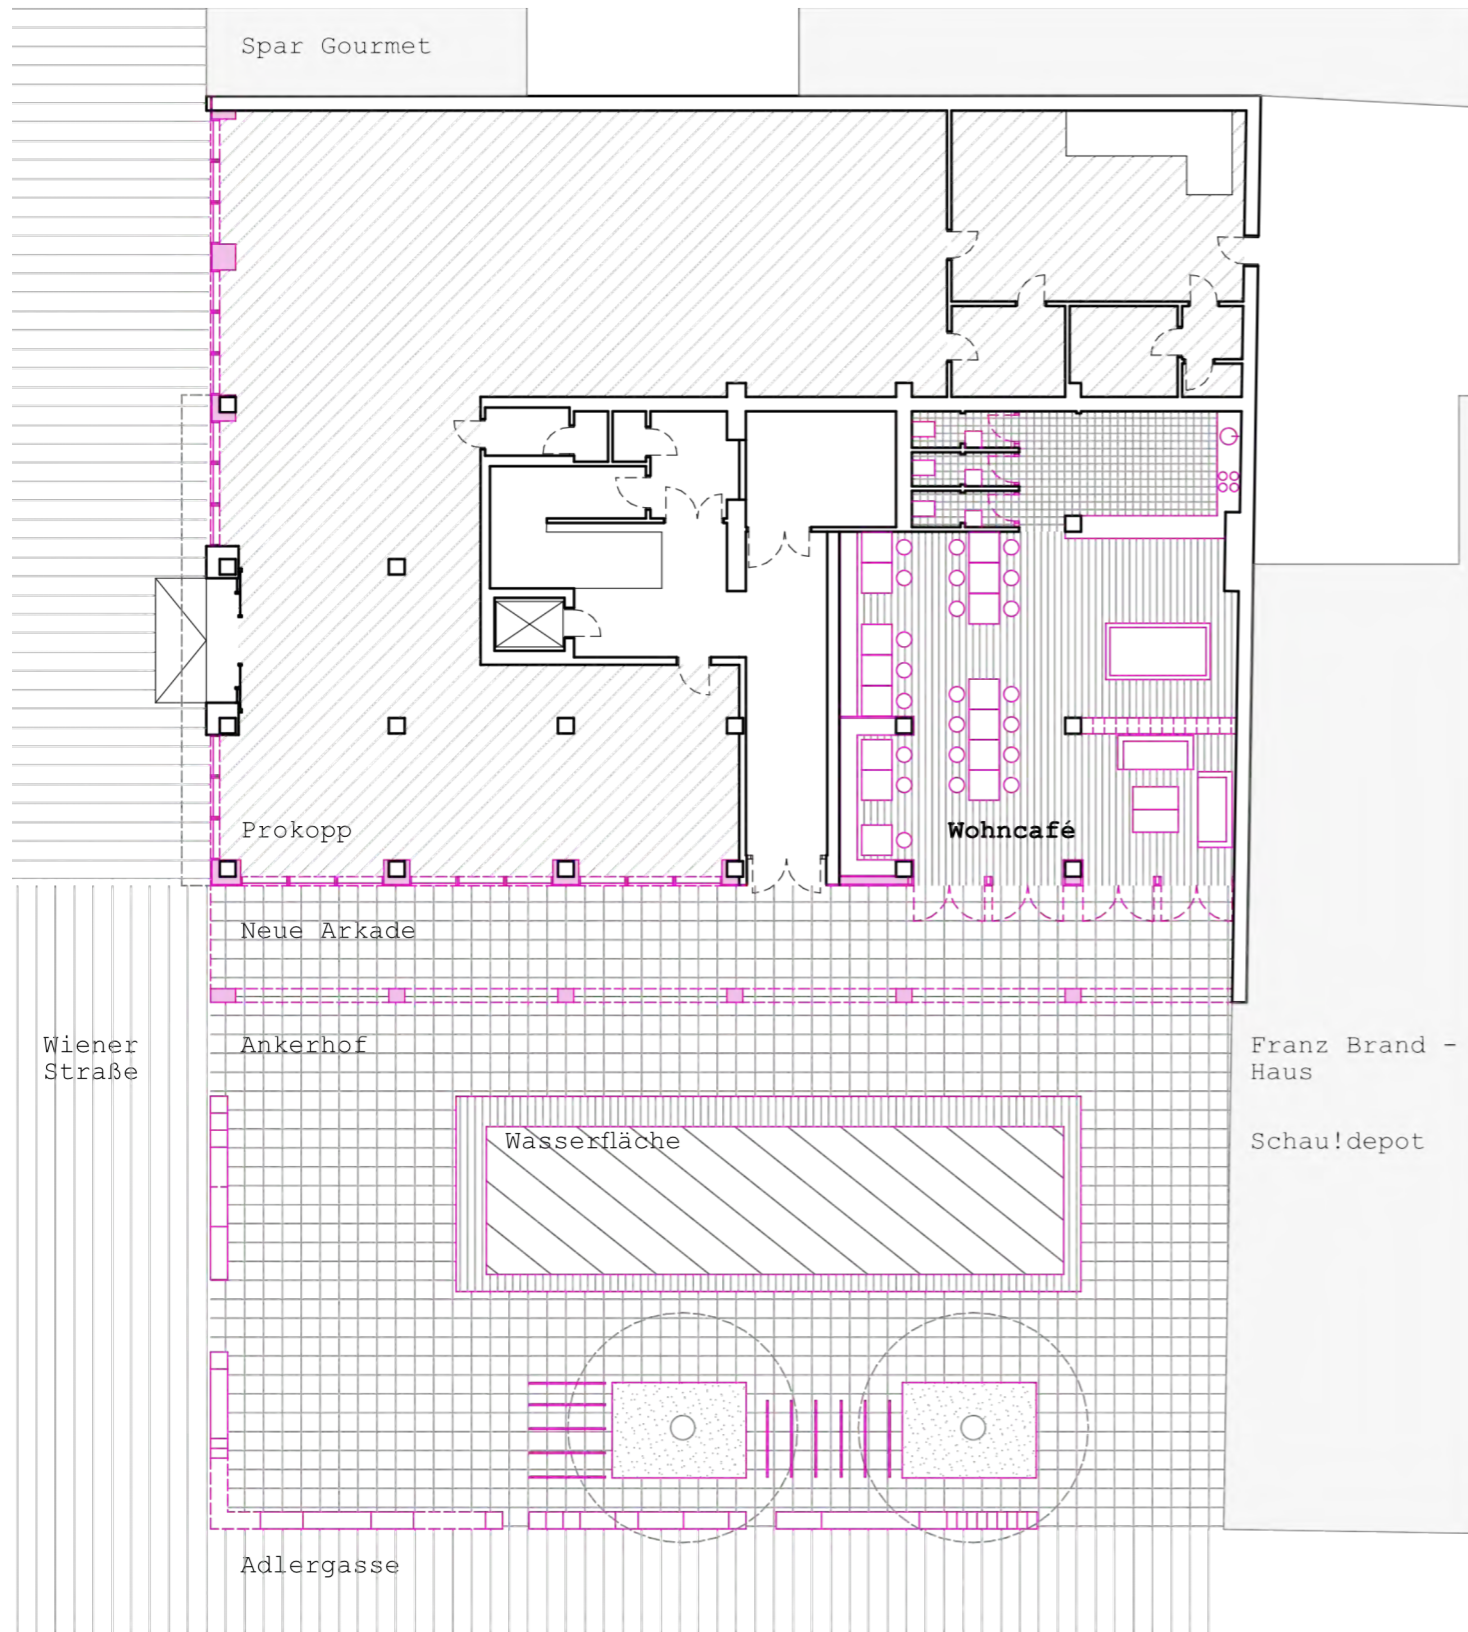 Spar Gourmet
Prokopp
Wohncafé
Neue Arkade
Wiener
Straße
Ankerhof
Franz Brand -
Haus
Wasserfläche
Schau!depot
Adlergasse